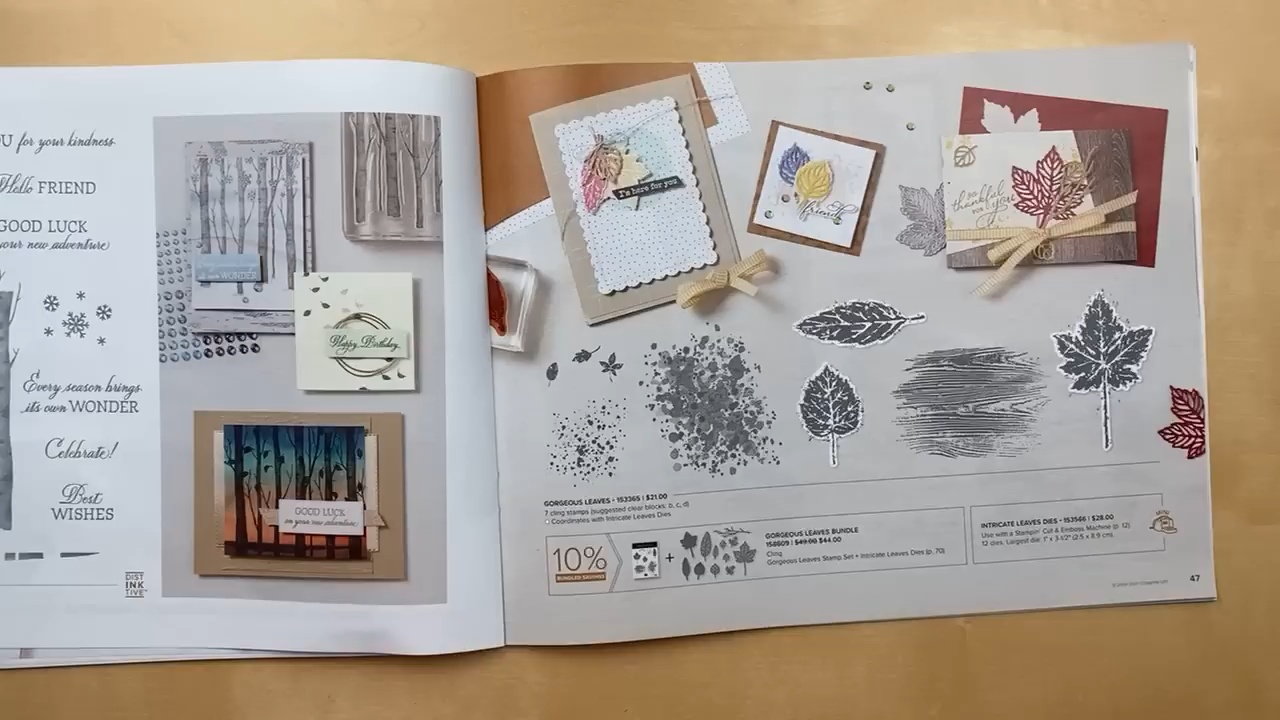 OU for your kindness.
Hello FRIEND
GOOD LUCK
your new adventure
Every season brings
its own WONDER
Celebrate!
Best
WISHES
DIST
INK
TIVE
its own WONDER
Happy Birthday
GOOD LUCK
on your new adventure
I'm here for you
friend
so
thankful
for you
GORGEOUS LEAVES • 153365 | $21.00
7 cling stamps (suggested clear blocks: b, c, d)
Coordinates with Intricate Leaves Dies
10%
BUNDLED SAVINGS
+
GORGEOUS LEAVES BUNDLE
158809 | $49.00 $44.00
Cling
Gorgeous Leaves Stamp Set + Intricate Leaves Dies (p. 70)
INTRICATE LEAVES DIES • 153566 | $28.00
Use with a Stampin' Cut & Emboss Machine (p. 12)
12 dies. Largest die: 1" x 3-1/2" (2.5 x 8.9 cm).
MINI
47